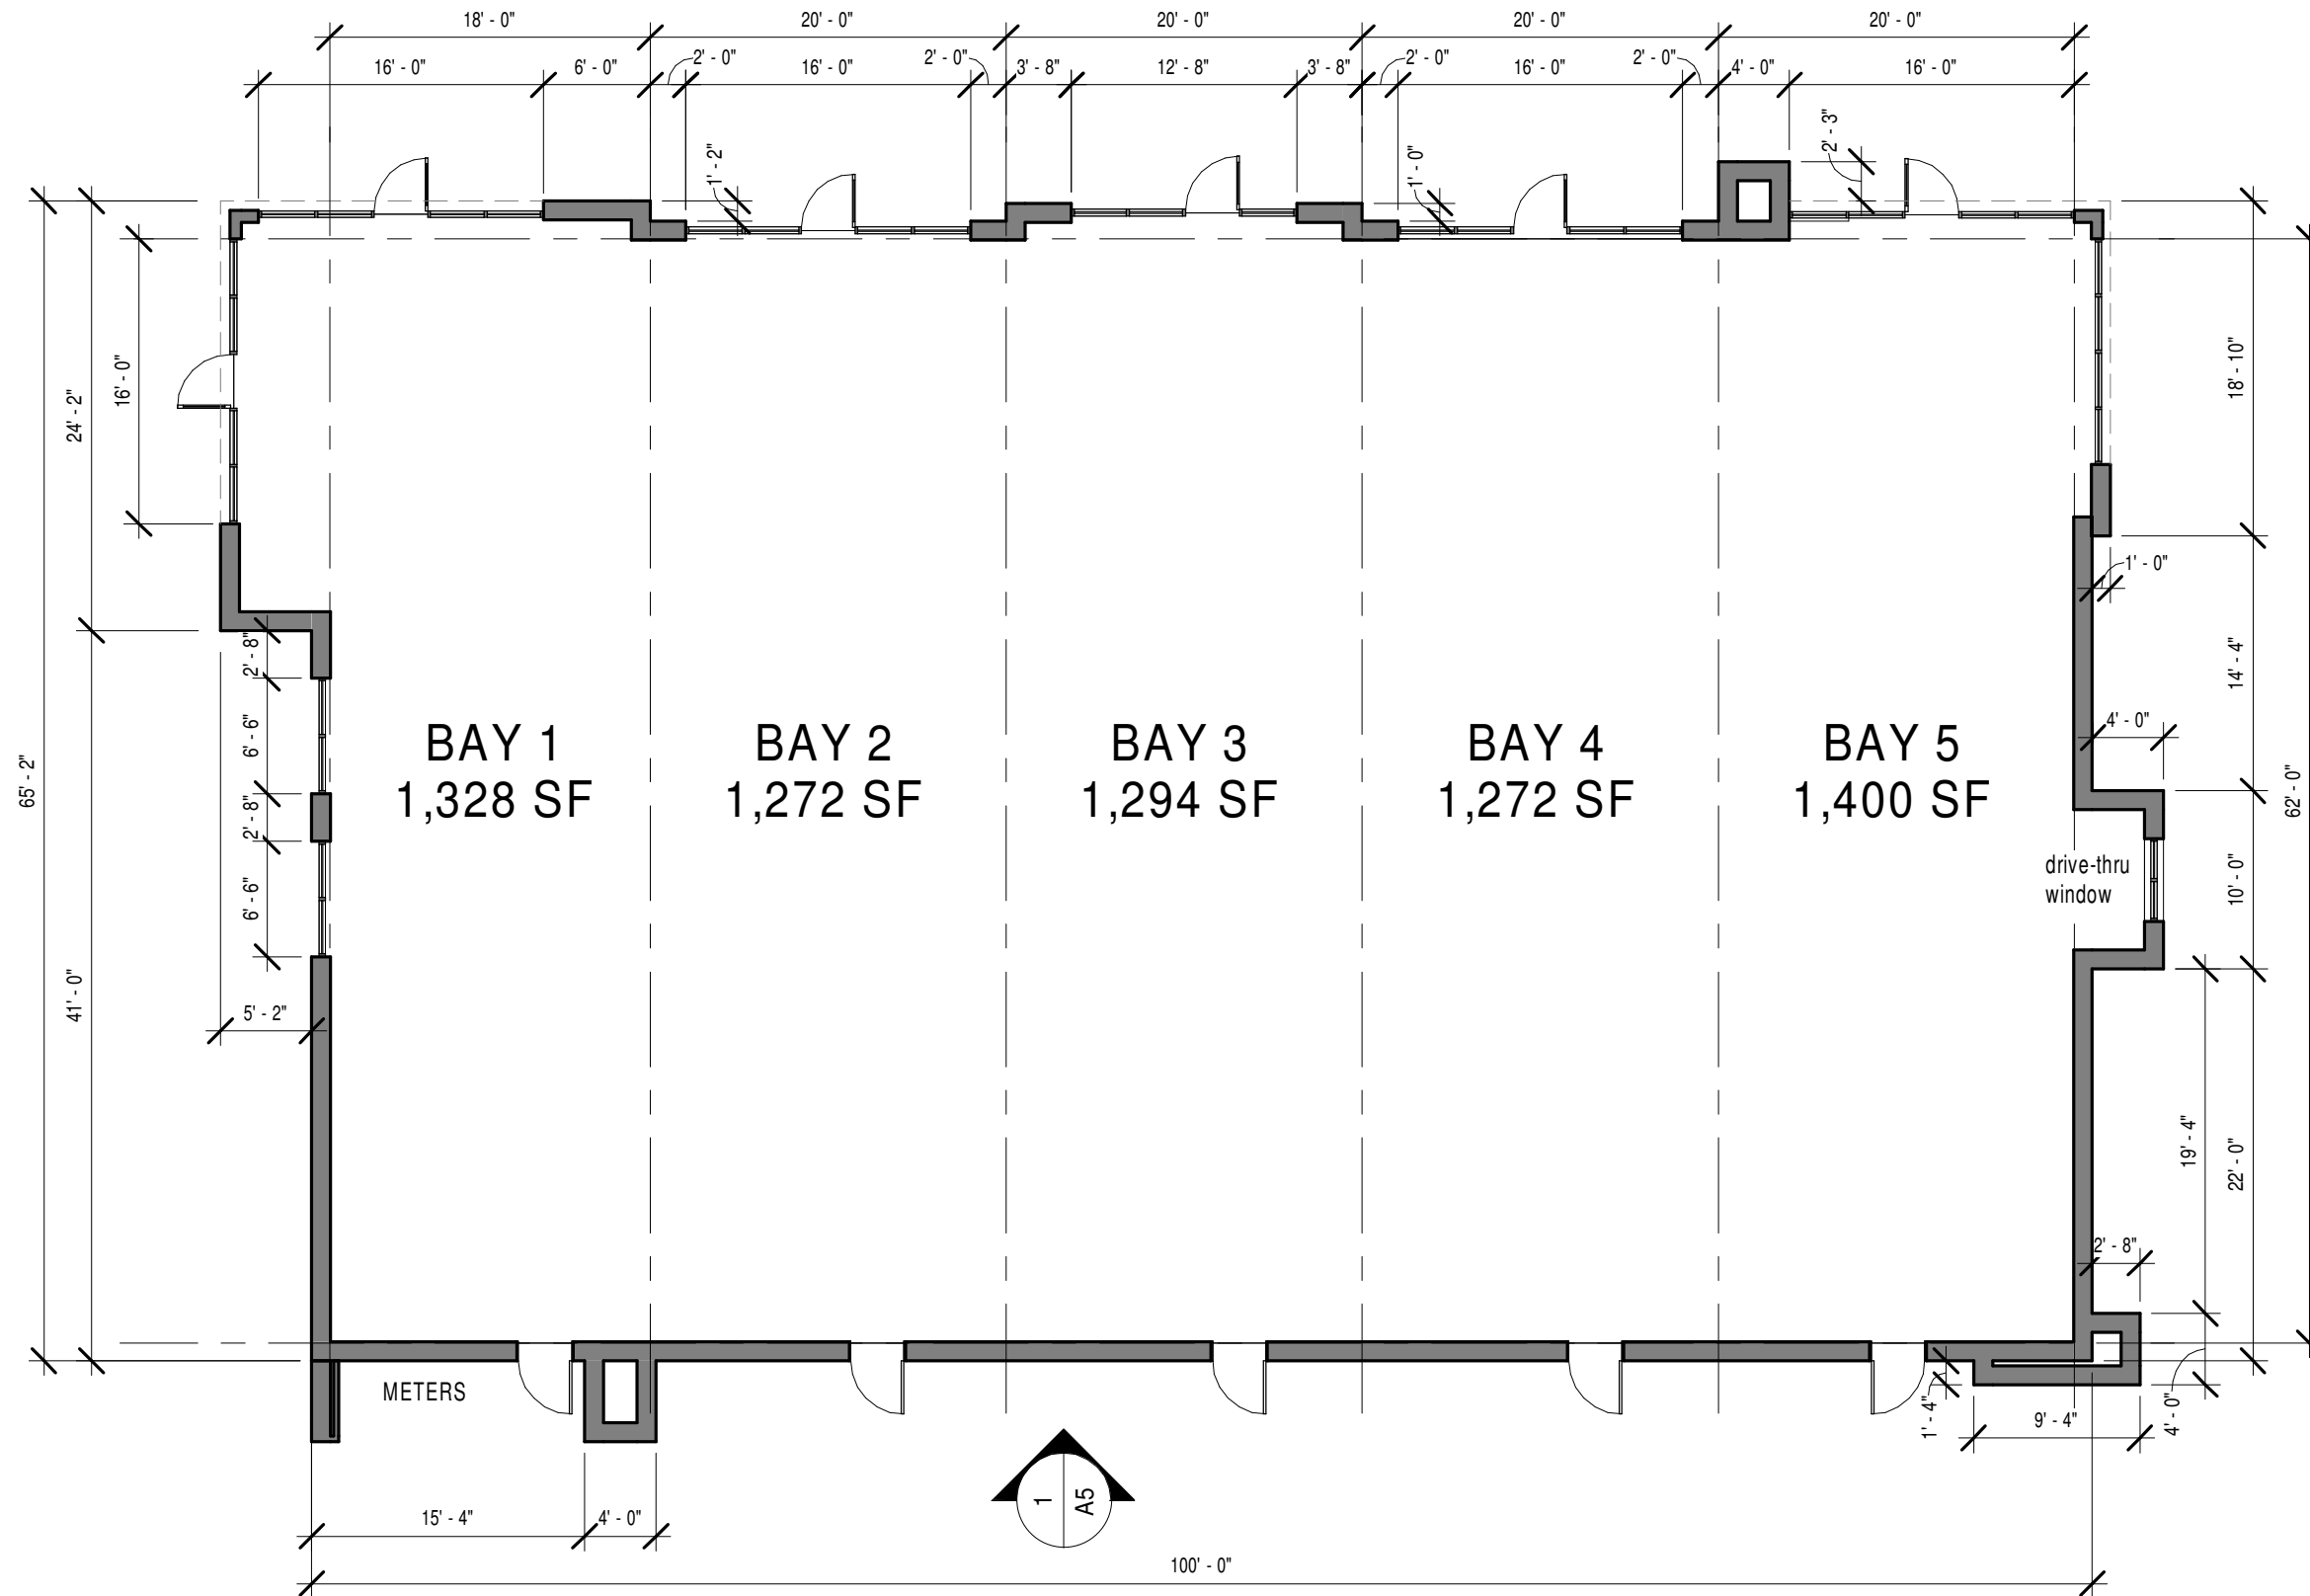 18' - 0"
20' - 0"
20' - 0"
20' - 0"
20' - 0"
16' - 0"
6' - 0"
2' - 0"
16' - 0"
2' - 0"
3' - 8"
12' - 8"
3' - 8"
2' - 0"
16' - 0"
2' - 0"
4' - 0"
16' - 0"
1' - 2"
1' - 0"
2' - 3"
65' - 2"
24' - 2"
16' - 0"
18' - 10"
1' - 0"
2' - 8"
14' - 4"
6' - 6"
4' - 0"
BAY 1
1,328 SF
BAY 2
1,272 SF
BAY 3
1,294 SF
BAY 4
1,272 SF
BAY 5
1,400 SF
62' - 0"
2' - 8"
6' - 6"
drive-thru
window
10' - 0"
41' - 0"
5' - 2"
19' - 4"
22' - 0"
2' - 8"
METERS
1' - 4"
9' - 4"
4' - 0"
1
A5
15' - 4"
4' - 0"
100' - 0"